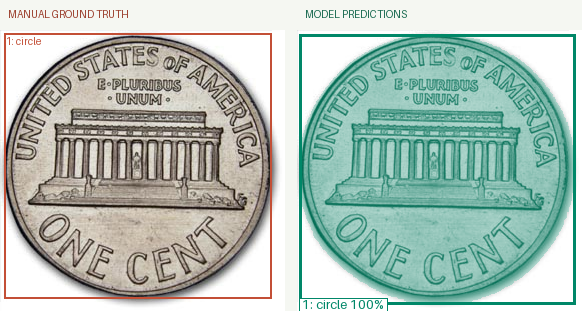 MANUAL GROUND TRUTH
1: circle
UNITED STATES OF AMERICA
E·PLURIBUS
·UNUM·
ONE CENT
MODEL PREDICTIONS
UNITED STATES OF AMERICA
E·PLURIBUS
·UNUM·
ONE CENT
1: circle 100%